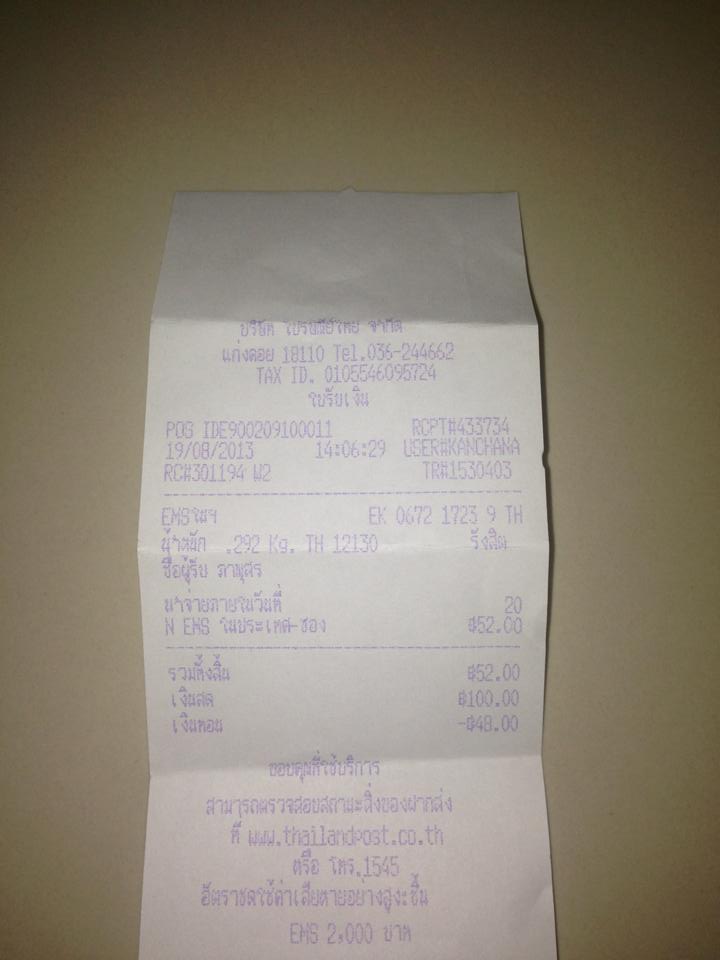 บริษัท ไปรษณีย์ไทย จำกัด
แก่งคอย 18110 Tel.036-244662
TAX ID. 0105546095724
ใบรับเงิน
POS IDE900209100011 RCPT#433734
19/08/2013 14:06:29 USER#KANCHANA
RC#301194 W2 TR#1530403
EMSในฯ EK 0672 1723 9 TH
น้ำหนัก .292 Kg. TH 12130 รังสิต
ชื่อผู้รับ
นำจ่ายภายในวันที่ 20
N EMS ในประเทศ-ซอง ฿52.00
รวมทั้งสิ้น ฿52.00
เงินสด ฿100.00
เงินทอน -฿48.00
ขอบคุณที่ใช้บริการ
สามารถตรวจสอบสถานะสิ่งของฝากส่ง
ที่ www.thailandpost.co.th
หรือ โทร.1545
อัตราชดใช้ค่าเสียหายอย่างสูงะชิ้น
EMS 2,000 บาท